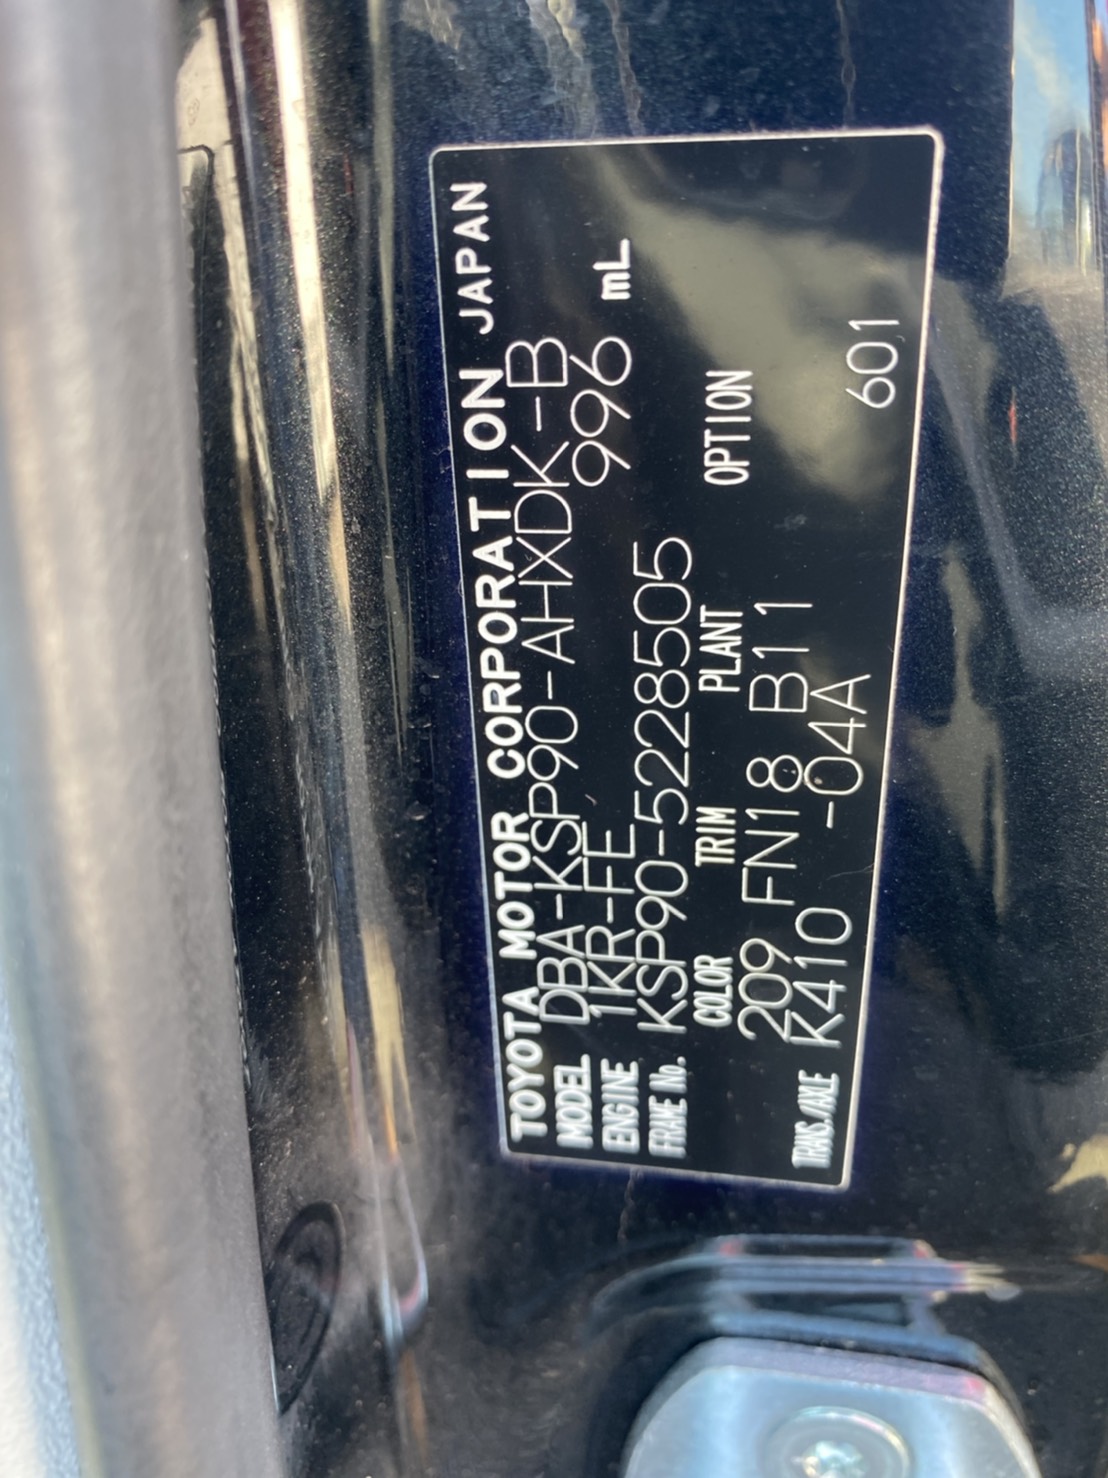 TOYOTA MOTOR CORPORATION JAPAN
MODEL DBA-KSP90-AHXDK-B
ENGINE 1KR-FE 996 mL
FRAME No. KSP90-5228505
COLOR TRIM PLANT OPTION
209 FN18 B11
TRANS./AXLE K410 -04A 601